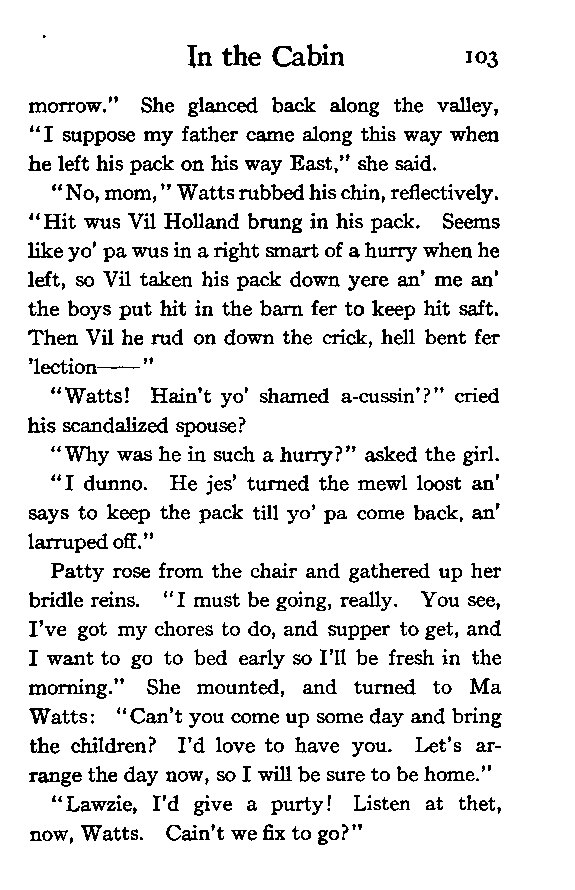 In the Cabin 103
morrow." She glanced back along the valley,
"I suppose my father came along this way when
he left his pack on his way East," she said.
"No, mom," Watts rubbed his chin, reflectively.
"Hit wus Vil Holland brung in his pack. Seems
like yo' pa wus in a right smart of a hurry when he
left, so Vil taken his pack down yere an' me an'
the boys put hit in the barn fer to keep hit saft.
Then Vil he rud on down the crick, hell bent fer
'lection——"
"Watts! Hain't yo' shamed a-cussin'?" cried
his scandalized spouse?
"Why was he in such a hurry?" asked the girl.
"I dunno. He jes' turned the mewl loost an'
says to keep the pack till yo' pa come back, an'
larruped off."
Patty rose from the chair and gathered up her
bridle reins. "I must be going, really. You see,
I've got my chores to do, and supper to get, and
I want to go to bed early so I'll be fresh in the
morning." She mounted, and turned to Ma
Watts: "Can't you come up some day and bring
the children? I'd love to have you. Let's ar-
range the day now, so I will be sure to be home."
"Lawzie, I'd give a purty! Listen at thet,
now, Watts. Cain't we fix to go?"